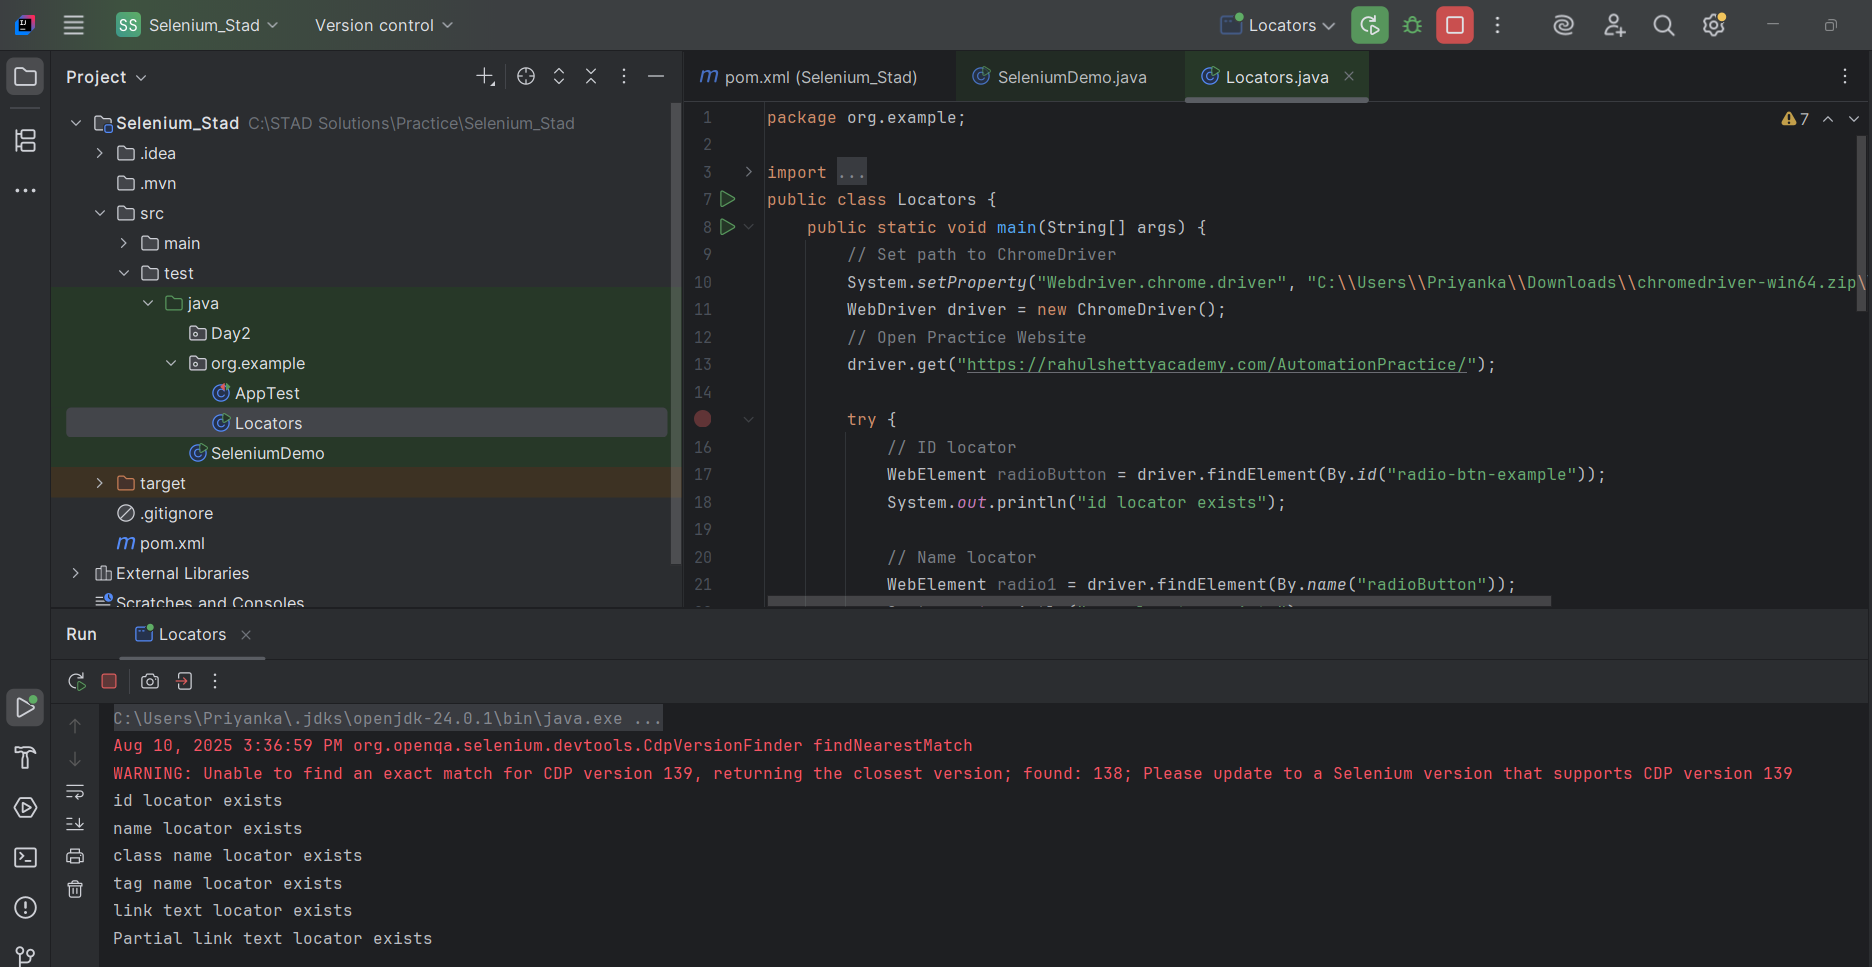 SS Selenium_Stad Version control Locators
Project
pom.xml (Selenium_Stad) SeleniumDemo.java Locators.java
Selenium_Stad C:\STAD Solutions\Practice\Selenium_Stad
.idea
.mvn
src
main
test
java
Day2
org.example
AppTest
Locators
SeleniumDemo
target
.gitignore
pom.xml
External Libraries
Scratches and Consoles
7
1 package org.example;
2
3 import ...
7 public class Locators {
8 public static void main(String[] args) {
9 // Set path to ChromeDriver
10 System.setProperty("Webdriver.chrome.driver", "C:\\Users\\Priyanka\\Downloads\\chromedriver-win64.zip\
11 WebDriver driver = new ChromeDriver();
12 // Open Practice Website
13 driver.get("https://rahulshettyacademy.com/AutomationPractice/");
14
try {
16 // ID locator
17 WebElement radioButton = driver.findElement(By.id("radio-btn-example"));
18 System.out.println("id locator exists");
19
20 // Name locator
21 WebElement radio1 = driver.findElement(By.name("radioButton"));
Run Locators
C:\Users\Priyanka\.jdks\openjdk-24.0.1\bin\java.exe ...
Aug 10, 2025 3:36:59 PM org.openqa.selenium.devtools.CdpVersionFinder findNearestMatch
WARNING: Unable to find an exact match for CDP version 139, returning the closest version; found: 138; Please update to a Selenium version that supports CDP version 139
id locator exists
name locator exists
class name locator exists
tag name locator exists
link text locator exists
Partial link text locator exists